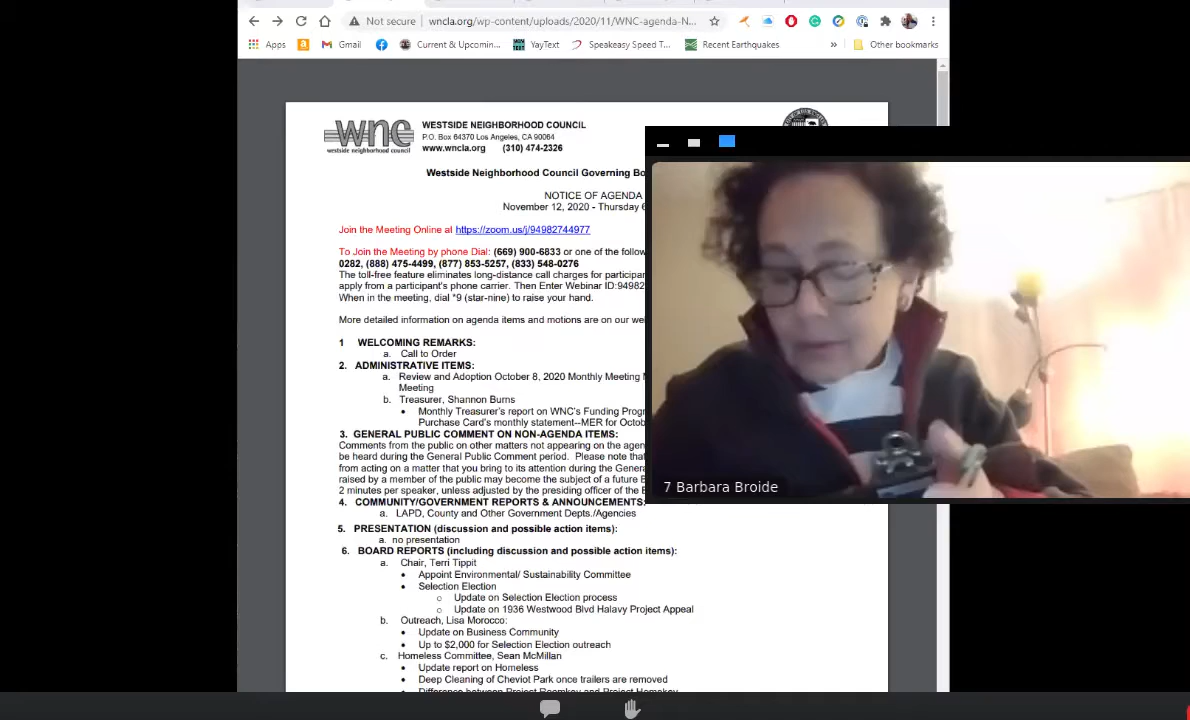 Not secure | wncla.org/wp-content/uploads/2020/11/WNC-agenda-N...
Apps Gmail Current & Upcomin... YayText Speakeasy Speed T... Recent Earthquakes » Other bookmarks
wnc
westside neighborhood council
WESTSIDE NEIGHBORHOOD COUNCIL
P.O. Box 64370 Los Angeles, CA 90064
www.wncla.org (310) 474-2326
Westside Neighborhood Council Governing Bo
NOTICE OF AGENDA
November 12, 2020 - Thursday 6
Join the Meeting Online at https://zoom.us/j/94982744977
To Join the Meeting by phone Dial: (669) 900-6833 or one of the follow
0282, (888) 475-4499, (877) 853-5257, (833) 548-0276
The toll-free feature eliminates long-distance call charges for participan
apply from a participant's phone carrier. Then Enter Webinar ID:94982
When in the meeting, dial *9 (star-nine) to raise your hand.
More detailed information on agenda items and motions are on our we
1 WELCOMING REMARKS:
a. Call to Order
2. ADMINISTRATIVE ITEMS:
a. Review and Adoption October 8, 2020 Monthly Meeting
Meeting
b. Treasurer, Shannon Burns
• Monthly Treasurer's report on WNC's Funding Progr
Purchase Card's monthly statement--MER for Octob
3. GENERAL PUBLIC COMMENT ON NON-AGENDA ITEMS:
Comments from the public on other matters not appearing on the agen
be heard during the General Public Comment period. Please note that
from acting on a matter that you bring to its attention during the Genera
raised by a member of the public may become the subject of a future B
2 minutes per speaker, unless adjusted by the presiding officer of the B
4. COMMUNITY/GOVERNMENT REPORTS & ANNOUNCEMENTS:
a. LAPD, County and Other Government Depts./Agencies
5. PRESENTATION (discussion and possible action items):
a. no presentation
6. BOARD REPORTS (including discussion and possible action items):
a. Chair, Terri Tippit
• Appoint Environmental/ Sustainability Committee
• Selection Election
o Update on Selection Election process
o Update on 1936 Westwood Blvd Halavy Project Appeal
b. Outreach, Lisa Morocco:
• Update on Business Community
• Up to $2,000 for Selection Election outreach
c. Homeless Committee, Sean McMillan
• Update report on Homeless
• Deep Cleaning of Cheviot Park once trailers are removed
• Difference between Project Roomkey and Project Homekey
7 Barbara Broide